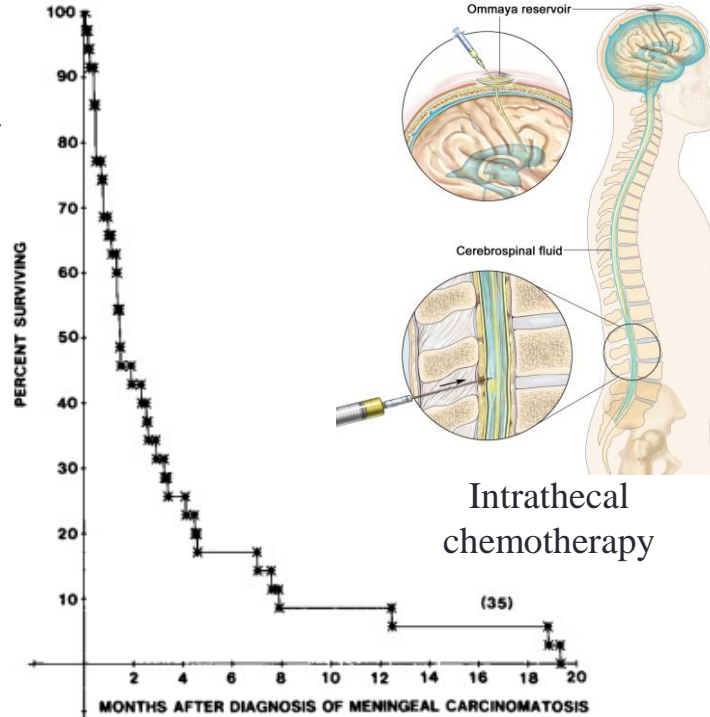 100
90
80
70
60
50
40
30
20
10
PERCENT SURVIVING
2 4 6 8 10 12 14 16 18 20
MONTHS AFTER DIAGNOSIS OF MENINGEAL CARCINOMATOSIS
(35)
Ommaya reservoir
Cerebrospinal fluid
Intrathecal
chemotherapy